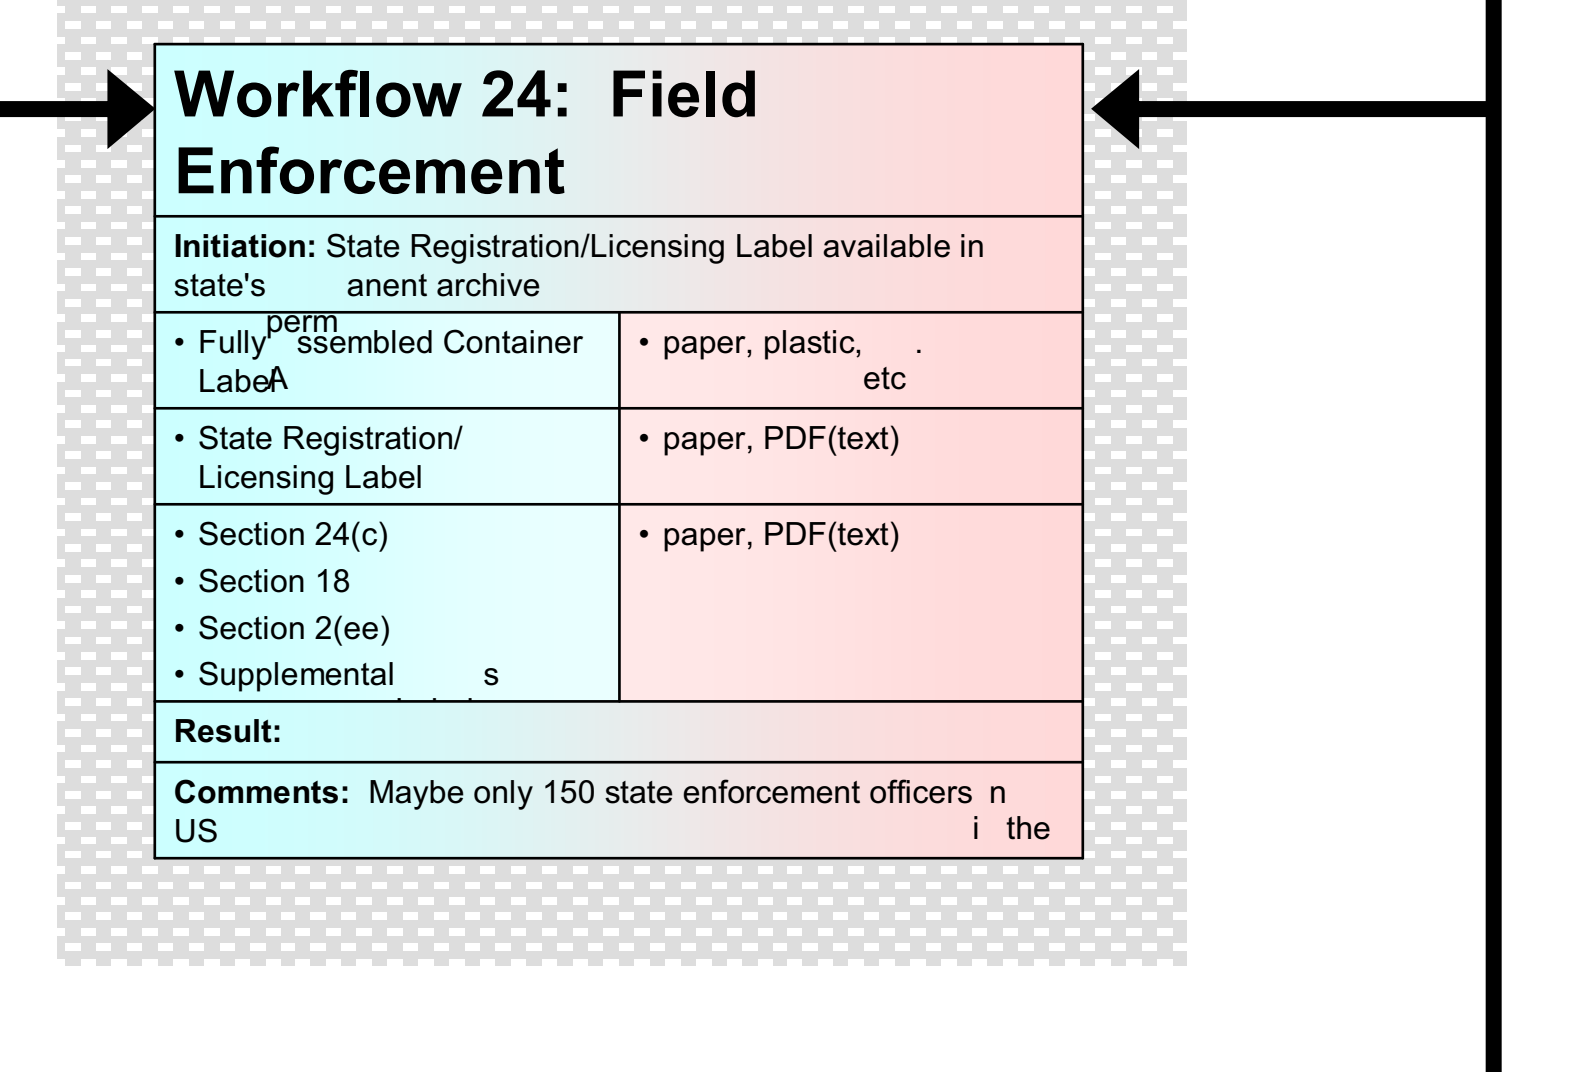 Workflow 24: Field
Enforcement
Initiation: State Registration/Licensing Label available in
state's permanent archive
• Fully Assembled Container
Label
• paper, plastic, etc.
• State Registration/
Licensing Label
• paper, PDF(text)
• Section 24(c)
• Section 18
• Section 2(ee)
• Supplemental s
• paper, PDF(text)
Result:
Comments: Maybe only 150 state enforcement officers in the
US